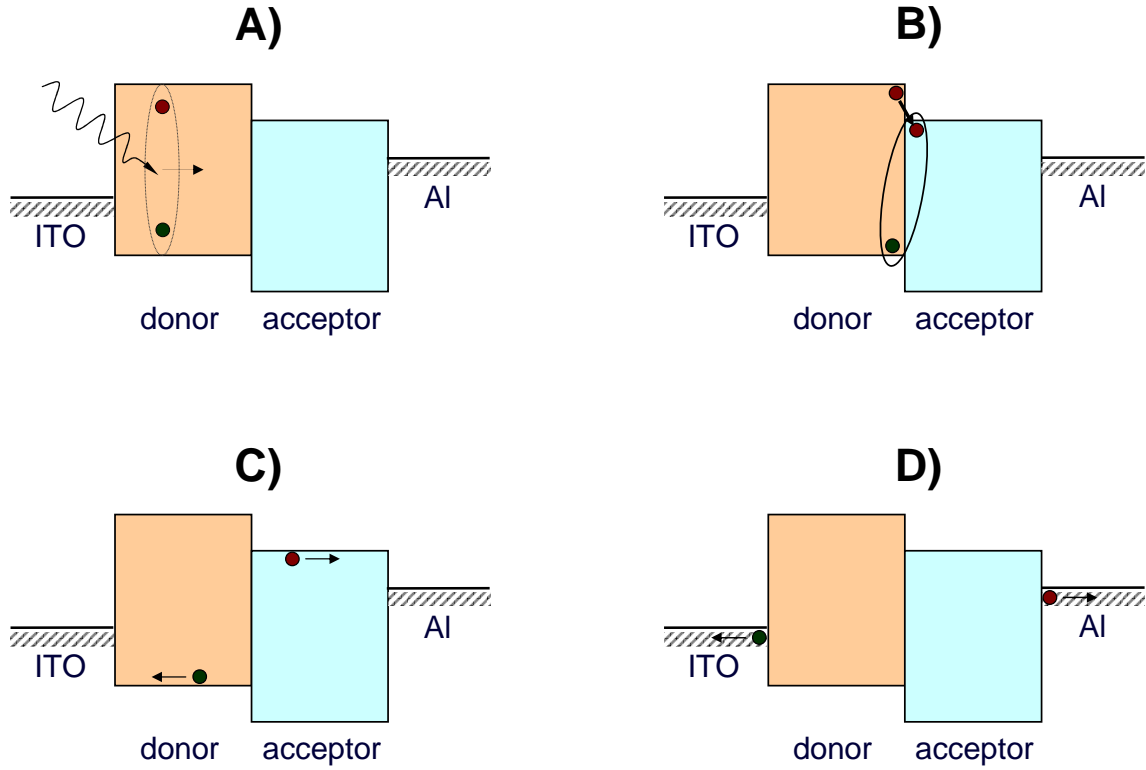 A)
B)
ITO
Al
donor acceptor
ITO
Al
donor acceptor
C)
D)
ITO
Al
donor acceptor
ITO
Al
donor acceptor